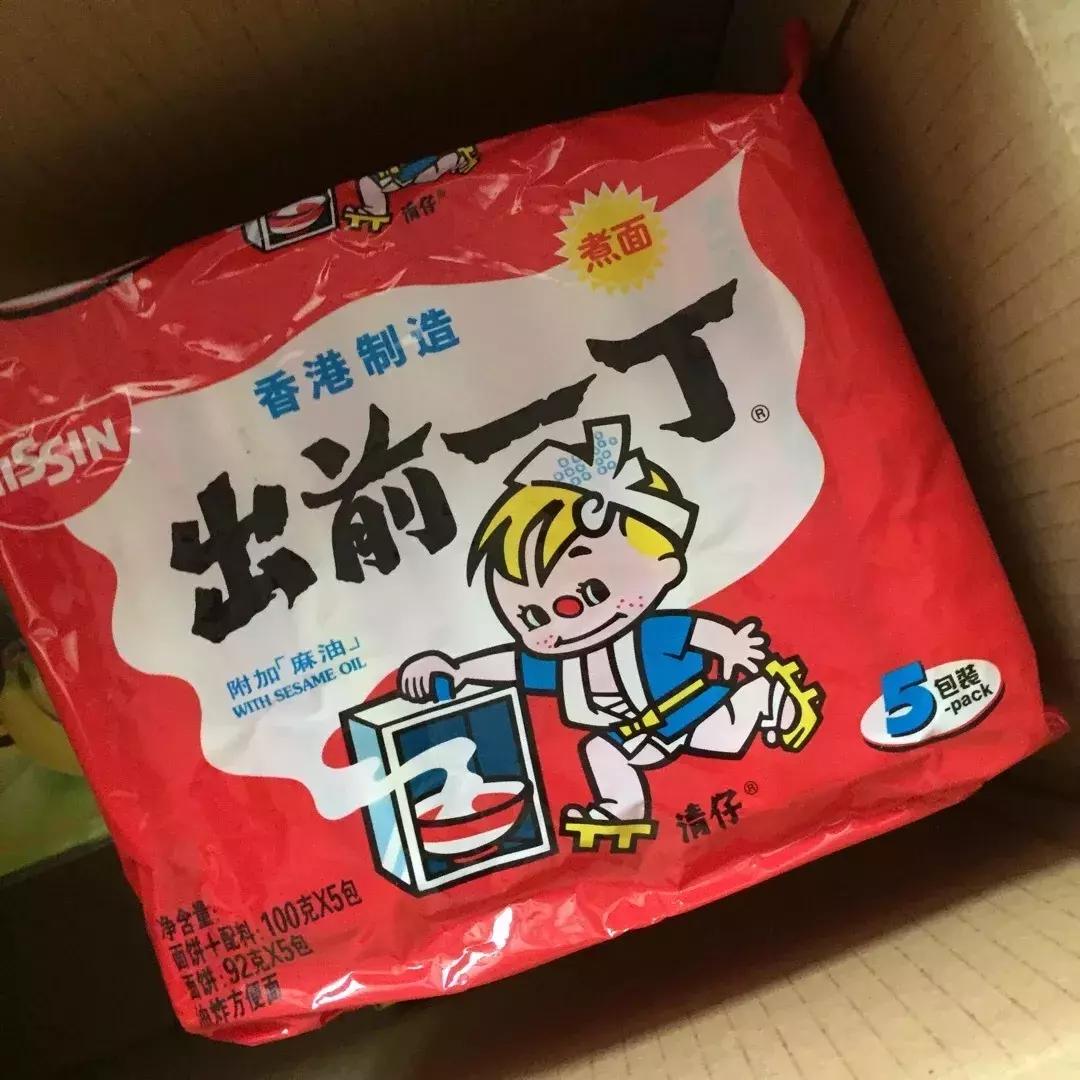 清仔®
煮面
香港制造
NISSIN
出前一丁®
附加「麻油」
WITH SESAME OIL
5包裝
-pack
清仔®
净含量:
面饼+配料: 100克X5包
面饼: 92克X5包
油炸方便面